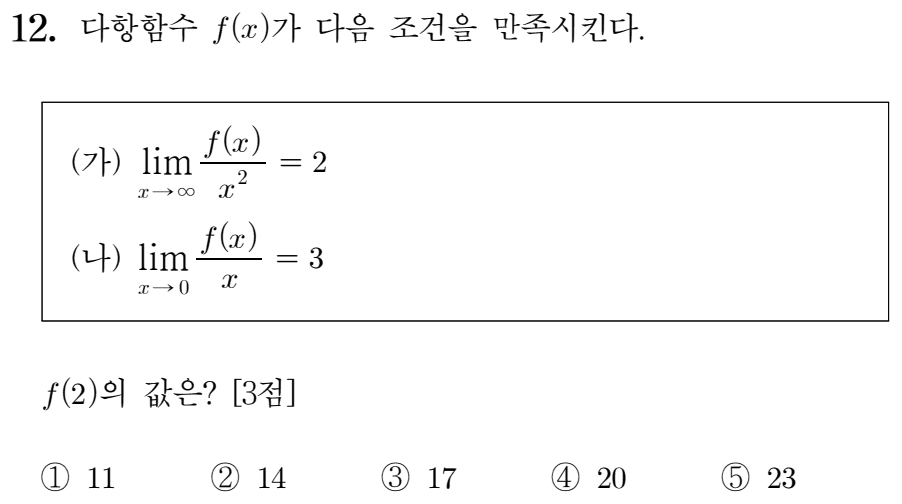 12. 다항함수 f(x)가 다음 조건을 만족시킨다.
(가) lim_{x→∞} f(x)/x² = 2
(나) lim_{x→0} f(x)/x = 3
f(2)의 값은? [3점]
① 11 ② 14 ③ 17 ④ 20 ⑤ 23